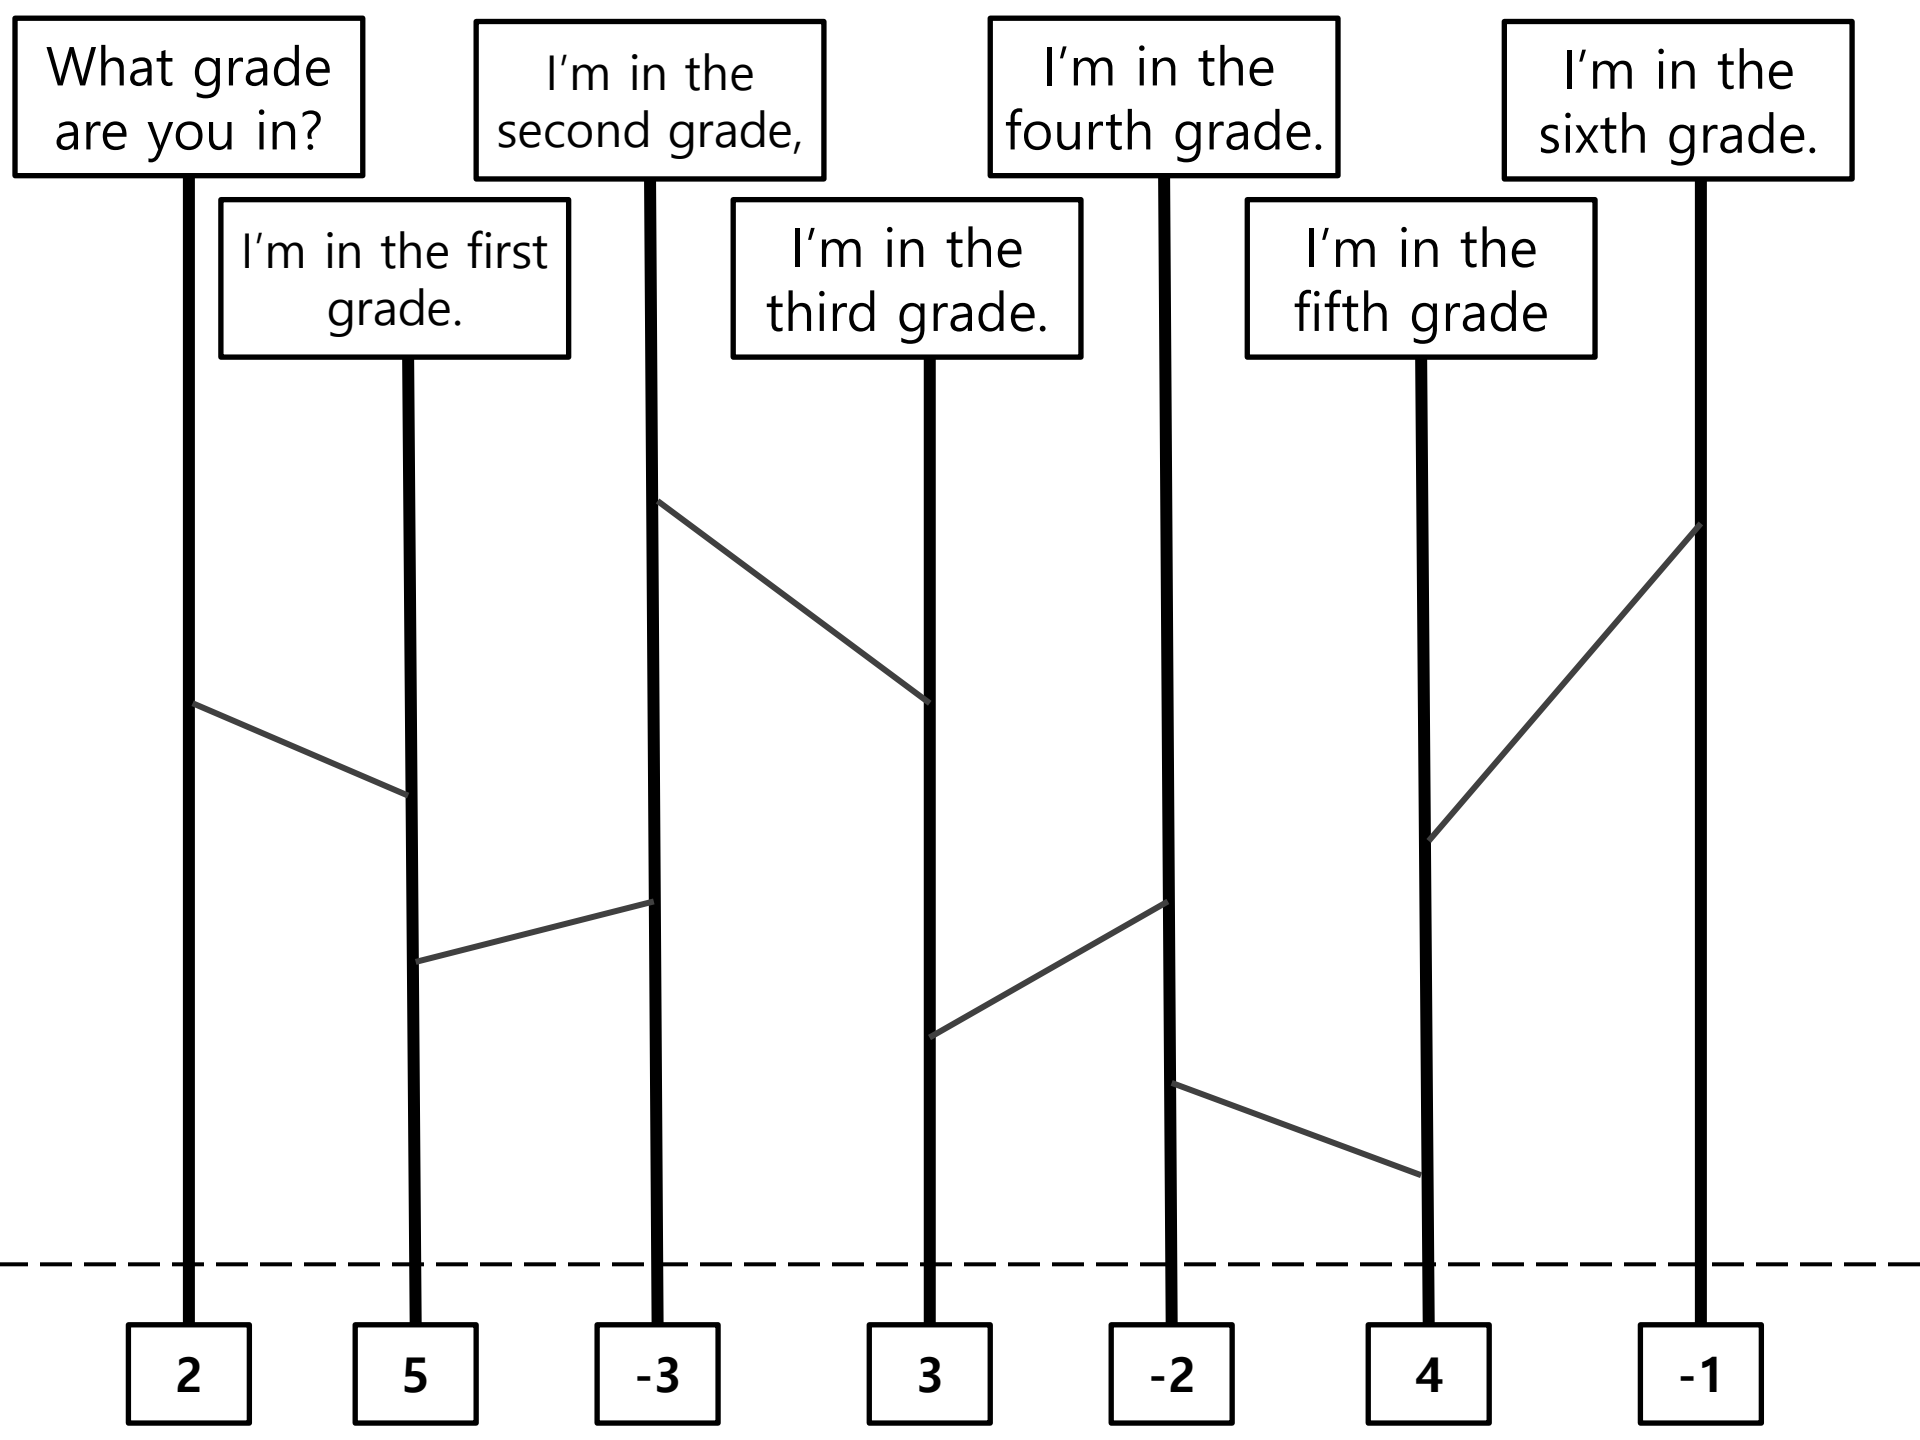 What grade
are you in?
I'm in the
second grade,
I'm in the
fourth grade.
I'm in the
sixth grade.
I'm in the first
grade.
I'm in the
third grade.
I'm in the
fifth grade
2
5
-3
3
-2
4
-1